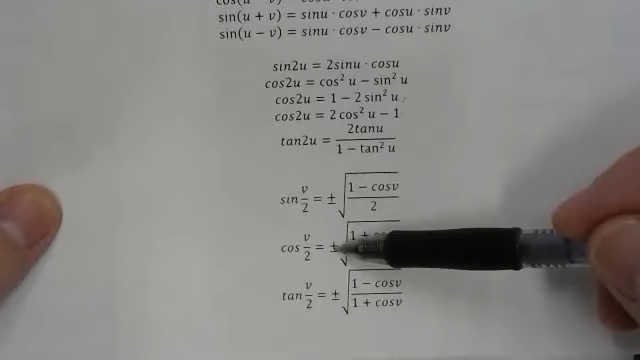 sin(u + v) = sinu · cosv + cosu · sinv
sin(u − v) = sinu · cosv − cosu · sinv
sin2u = 2sinu · cosu
cos2u = cos² u − sin² u
cos2u = 1 − 2 sin² u
cos2u = 2 cos² u − 1
tan2u = 2tanu / 1 − tan² u
sin v/2 = ± √(1 − cosv / 2)
cos v/2 = ± √(1 +
tan v/2 = ± √(1 − cosv / 1 + cosv)